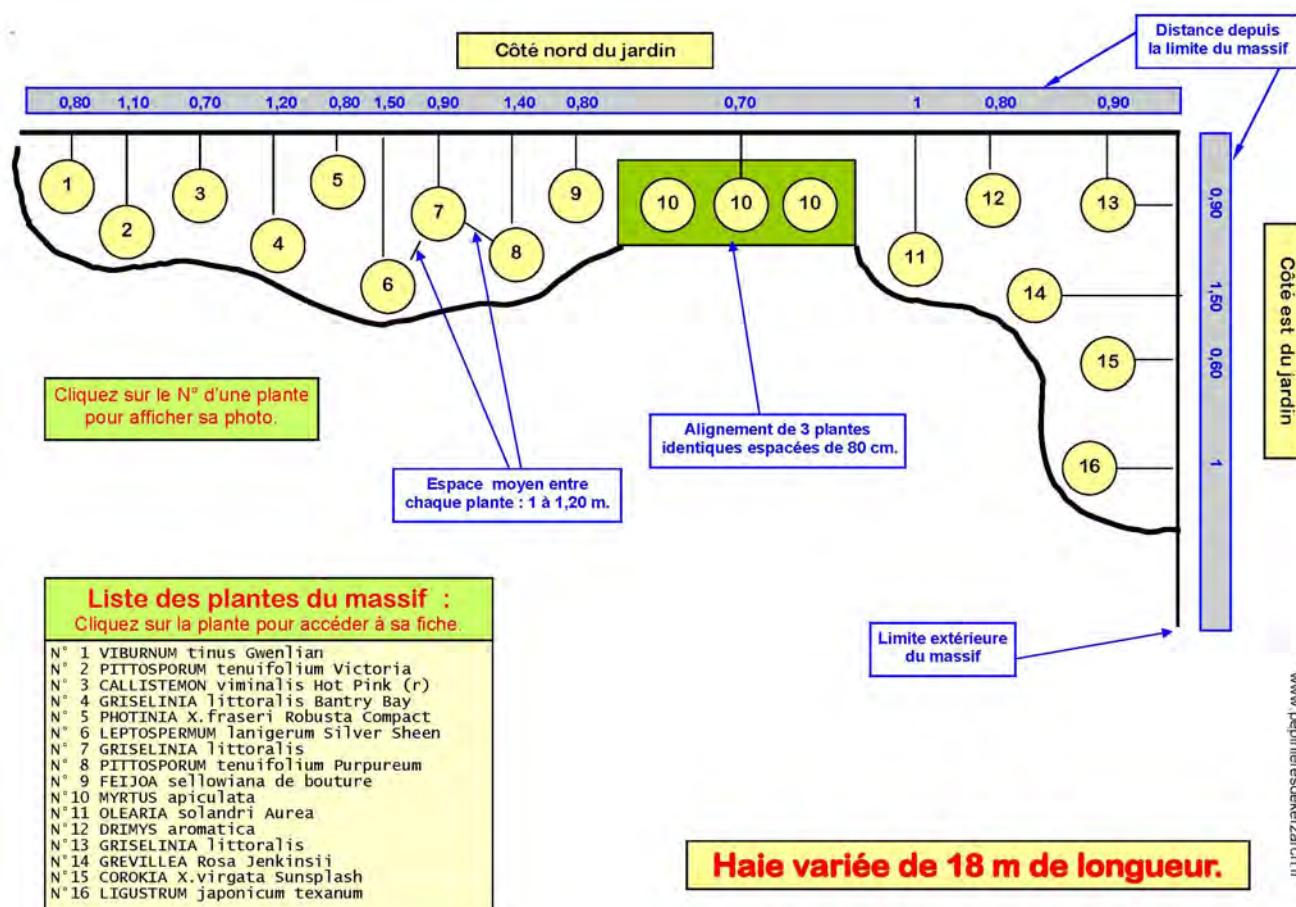 Côté nord du jardin
Distance depuis
la limite du massif
0,80 1,10 0,70 1,20 0,80 1,50 0,90 1,40 0,80 0,70 1 0,80 0,90
1
2
3
4
5
6
7
8
9
10 10 10
11
12
13
14
15
16
0,90
1,50
0,60
1
Côté est du jardin
Cliquez sur le N° d'une plante
pour afficher sa photo.
Espace moyen entre
chaque plante : 1 à 1,20 m.
Alignement de 3 plantes
identiques espacées de 80 cm.
Limite extérieure
du massif
Liste des plantes du massif :
Cliquez sur la plante pour accéder à sa fiche.
N° 1 VIBURNUM tinus Gwenlian
N° 2 PITTOSPORUM tenuifolium Victoria
N° 3 CALLISTEMON viminalis Hot Pink (r)
N° 4 GRISELINIA littoralis Bantry Bay
N° 5 PHOTINIA X.fraseri Robusta Compact
N° 6 LEPTOSPERMUM lanigerum Silver Sheen
N° 7 GRISELINIA littoralis
N° 8 PITTOSPORUM tenuifolium Purpureum
N° 9 FEIJOA sellowiana de bouture
N°10 MYRTUS apiculata
N°11 OLEARIA solandri Aurea
N°12 DRIMYS aromatica
N°13 GRISELINIA littoralis
N°14 GREVILLEA Rosa Jenkinsii
N°15 COROKIA X.virgata Sunsplash
N°16 LIGUSTRUM japonicum texanum
Haie variée de 18 m de longueur.